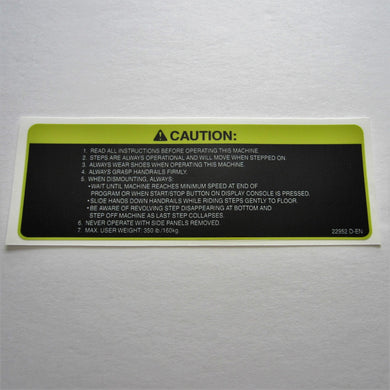 CAUTION:
1. READ ALL INSTRUCTIONS BEFORE OPERATING THIS MACHINE.
2. STEPS ARE ALWAYS OPERATIONAL AND WILL MOVE WHEN STEPPED ON.
3. ALWAYS WEAR SHOES WHEN OPERATING THIS MACHINE.
4. ALWAYS GRASP HANDRAILS FIRMLY.
5. WHEN DISMOUNTING, ALWAYS:
•WAIT UNTIL MACHINE REACHES MINIMUM SPEED AT END OF
PROGRAM OR WHEN START/STOP BUTTON ON DISPLAY CONSOLE IS PRESSED.
•SLIDE HANDS DOWN HANDRAILS WHILE RIDING STEPS GENTLY TO FLOOR.
•BE AWARE OF REVOLVING STEP DISAPPEARING AT BOTTOM AND
STEP OFF MACHINE AS LAST STEP COLLAPSES.
6. NEVER OPERATE WITH SIDE PANELS REMOVED.
7. MAX. USER WEIGHT: 350 lb./160kg.
22952 D-EN